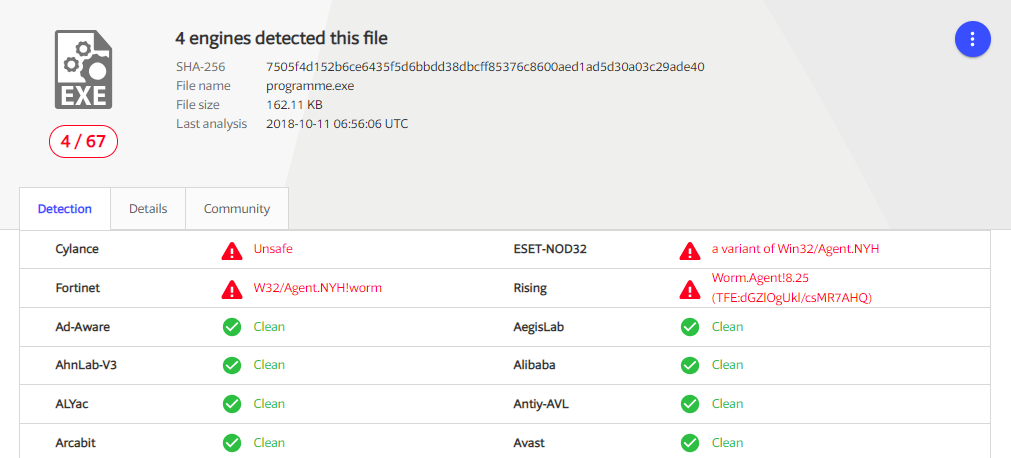 4 engines detected this file
SHA-256 7505f4d152b6ce6435f5d6bbdd38dbcff85376c8600aed1ad5d30a03c29ade40
File name programme.exe
File size 162.11 KB
Last analysis 2018-10-11 06:56:06 UTC
EXE
4 / 67
Detection Details Community
Cylance Unsafe ESET-NOD32 a variant of Win32/Agent.NYH
Fortinet W32/Agent.NYH!worm Rising Worm.Agent!8.25
(TFE:dGZlOgUkl/csMR7AHQ)
Ad-Aware Clean AegisLab Clean
AhnLab-V3 Clean Alibaba Clean
ALYac Clean Antiy-AVL Clean
Arcabit Clean Avast Clean